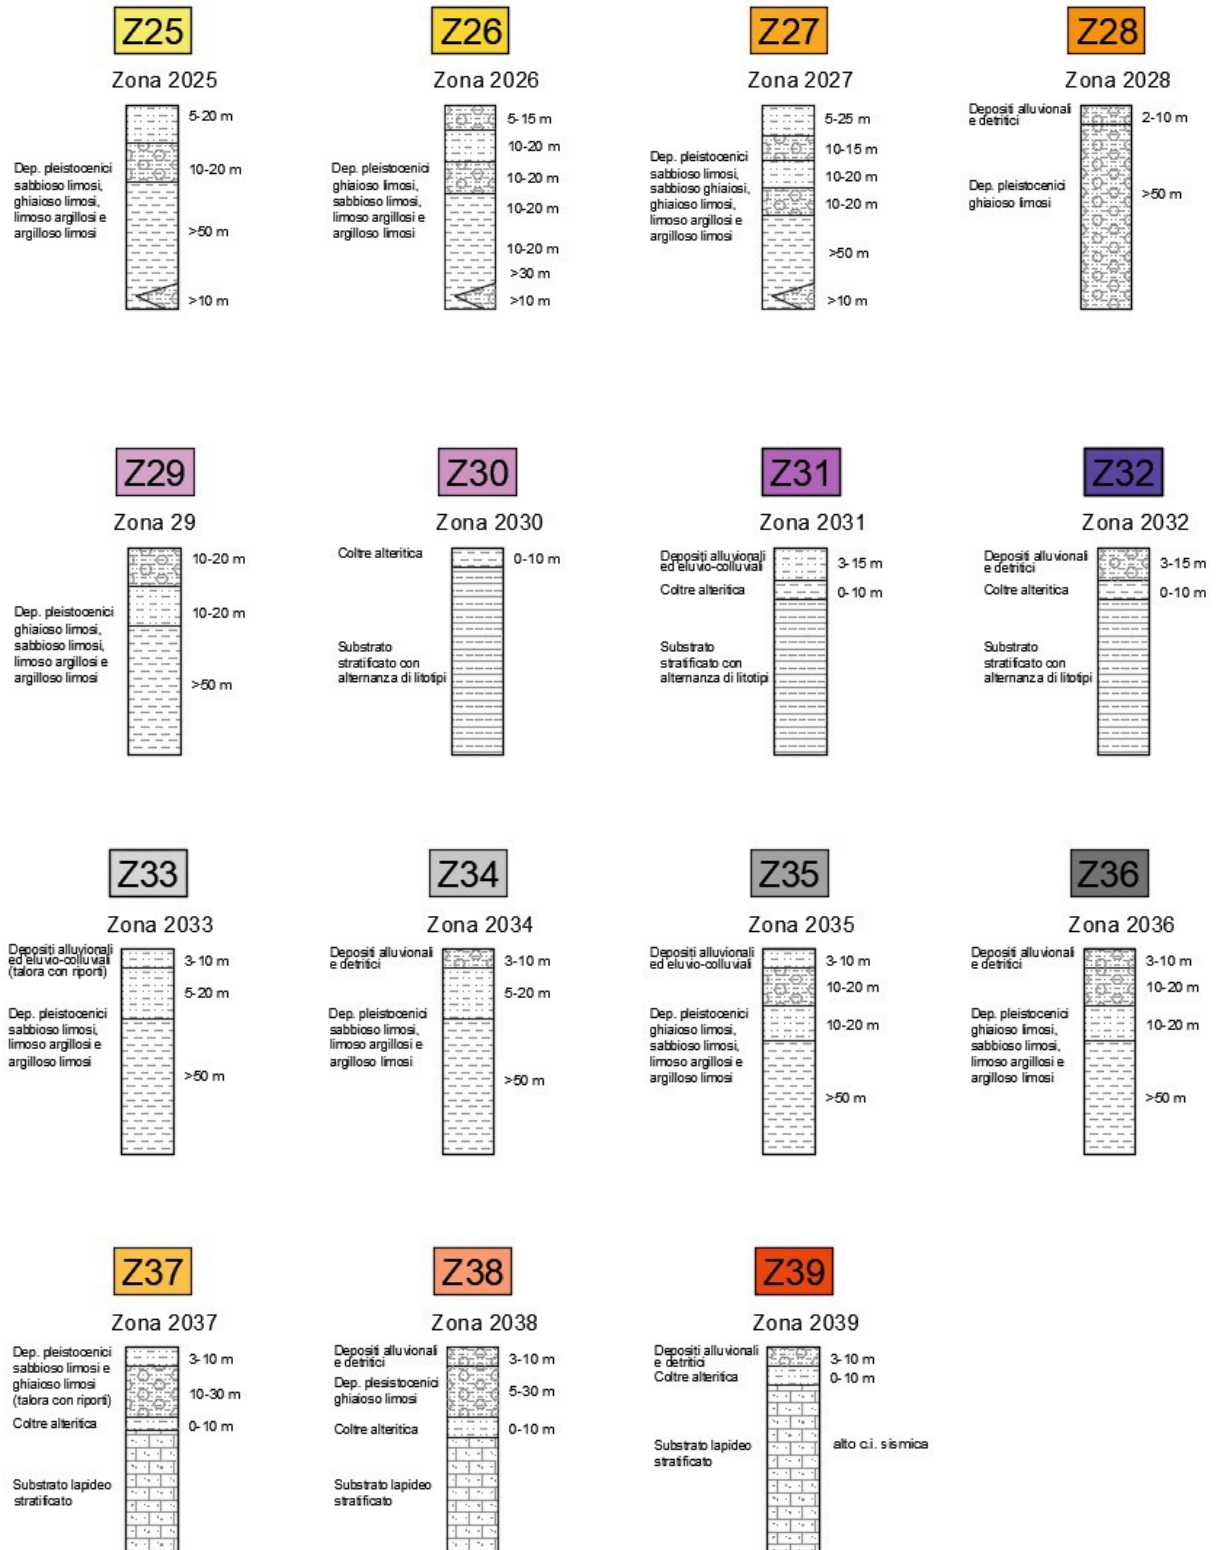 Z25
Zona 2025
5-20 m
10-20 m
Dep. pleistocenici
sabbioso limosi,
ghiaioso limosi,
limoso argillosi e
argilloso limosi
>50 m
>10 m
Z26
Zona 2026
5-15 m
10-20 m
Dep. pleistocenici
ghiaioso limosi,
sabbioso limosi,
limoso argillosi e
argilloso limosi
10-20 m
10-20 m
10-20 m
>30 m
>10 m
Z27
Zona 2027
5-25 m
10-15 m
Dep. pleistocenici
sabbioso limosi,
sabbioso ghiaiosi,
ghiaioso limosi,
limoso argillosi e
argilloso limosi
10-20 m
10-20 m
>50 m
>10 m
Z28
Zona 2028
Depositi alluvionali
e detritici
2-10 m
Dep. pleistocenici
ghiaioso limosi
>50 m
Z29
Zona 29
10-20 m
10-20 m
Dep. pleistocenici
ghiaioso limosi,
sabbioso limosi,
limoso argillosi e
argilloso limosi
>50 m
Z30
Zona 2030
Coltre alteritica
0-10 m
Substrato
stratificato con
alternanza di litotipi
Z31
Zona 2031
Depositi alluvionali
ed eluvio-colluviali
3-15 m
Coltre alteritica
0-10 m
Substrato
stratificato con
alternanza di litotipi
Z32
Zona 2032
Depositi alluvionali
e detritici
3-15 m
Coltre alteritica
0-10 m
Substrato
stratificato con
alternanza di litotipi
Z33
Zona 2033
Depositi alluvionali
ed eluvio-colluviali
(talora con riporti)
3-10 m
5-20 m
Dep. pleistocenici
sabbioso limosi,
limoso argillosi e
argilloso limosi
>50 m
Z34
Zona 2034
Depositi alluvionali
e detritici
3-10 m
5-20 m
Dep. pleistocenici
sabbioso limosi,
limoso argillosi e
argilloso limosi
>50 m
Z35
Zona 2035
Depositi alluvionali
ed eluvio-colluviali
3-10 m
10-20 m
Dep. pleistocenici
ghiaioso limosi,
sabbioso limosi,
limoso argillosi e
argilloso limosi
10-20 m
>50 m
Z36
Zona 2036
Depositi alluvionali
e detritici
3-10 m
10-20 m
Dep. pleistocenici
ghiaioso limosi,
sabbioso limosi,
limoso argillosi e
argilloso limosi
10-20 m
>50 m
Z37
Zona 2037
Dep. pleistocenici
sabbioso limosi e
ghiaioso limosi
(talora con riporti)
3-10 m
10-30 m
Coltre alteritica
0-10 m
Substrato lapideo
stratificato
Z38
Zona 2038
Depositi alluvionali
e detritici
3-10 m
Dep. plesistocenici
ghiaioso limosi
5-30 m
Coltre alteritica
0-10 m
Substrato lapideo
stratificato
Z39
Zona 2039
Depositi alluvionali
e detritici
3-10 m
Coltre alteritica
0-10 m
Substrato lapideo
stratificato
alto c.i. sismica